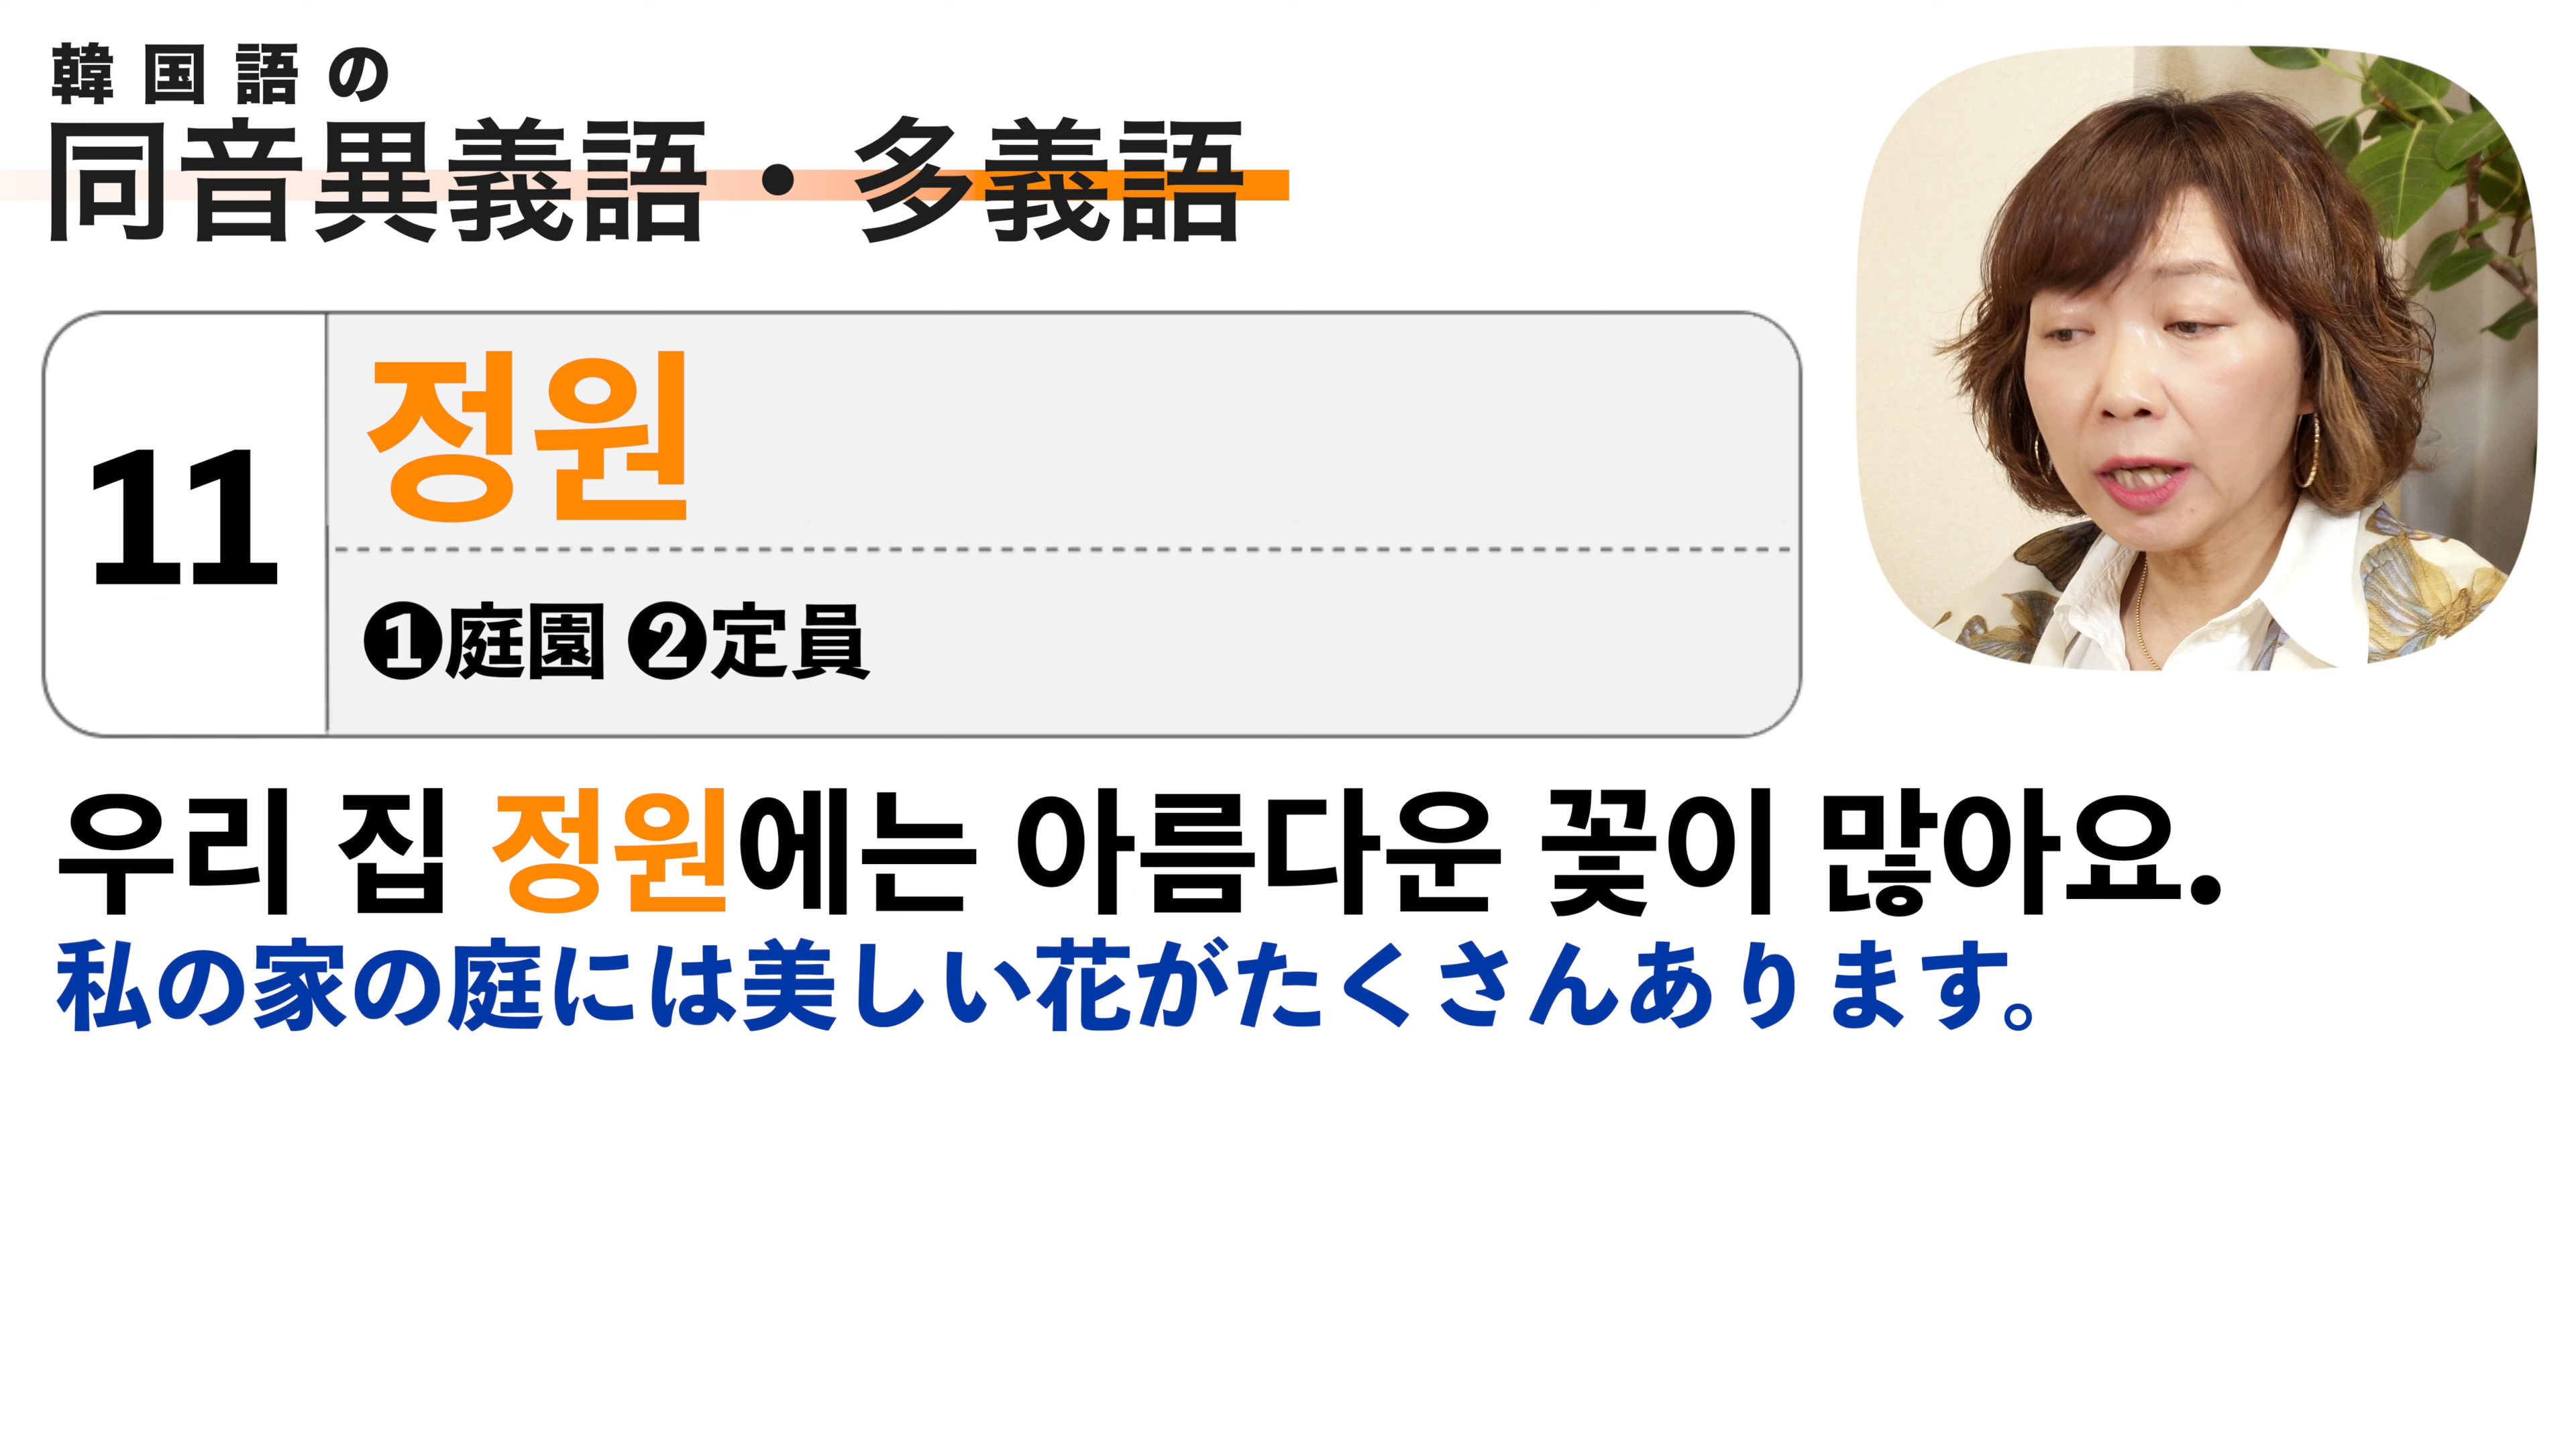 韓国語の
同音異義語・多義語
11
정원
❶庭園 ❷定員
우리 집 정원에는 아름다운 꽃이 많아요.
私の家の庭には美しい花がたくさんあります。